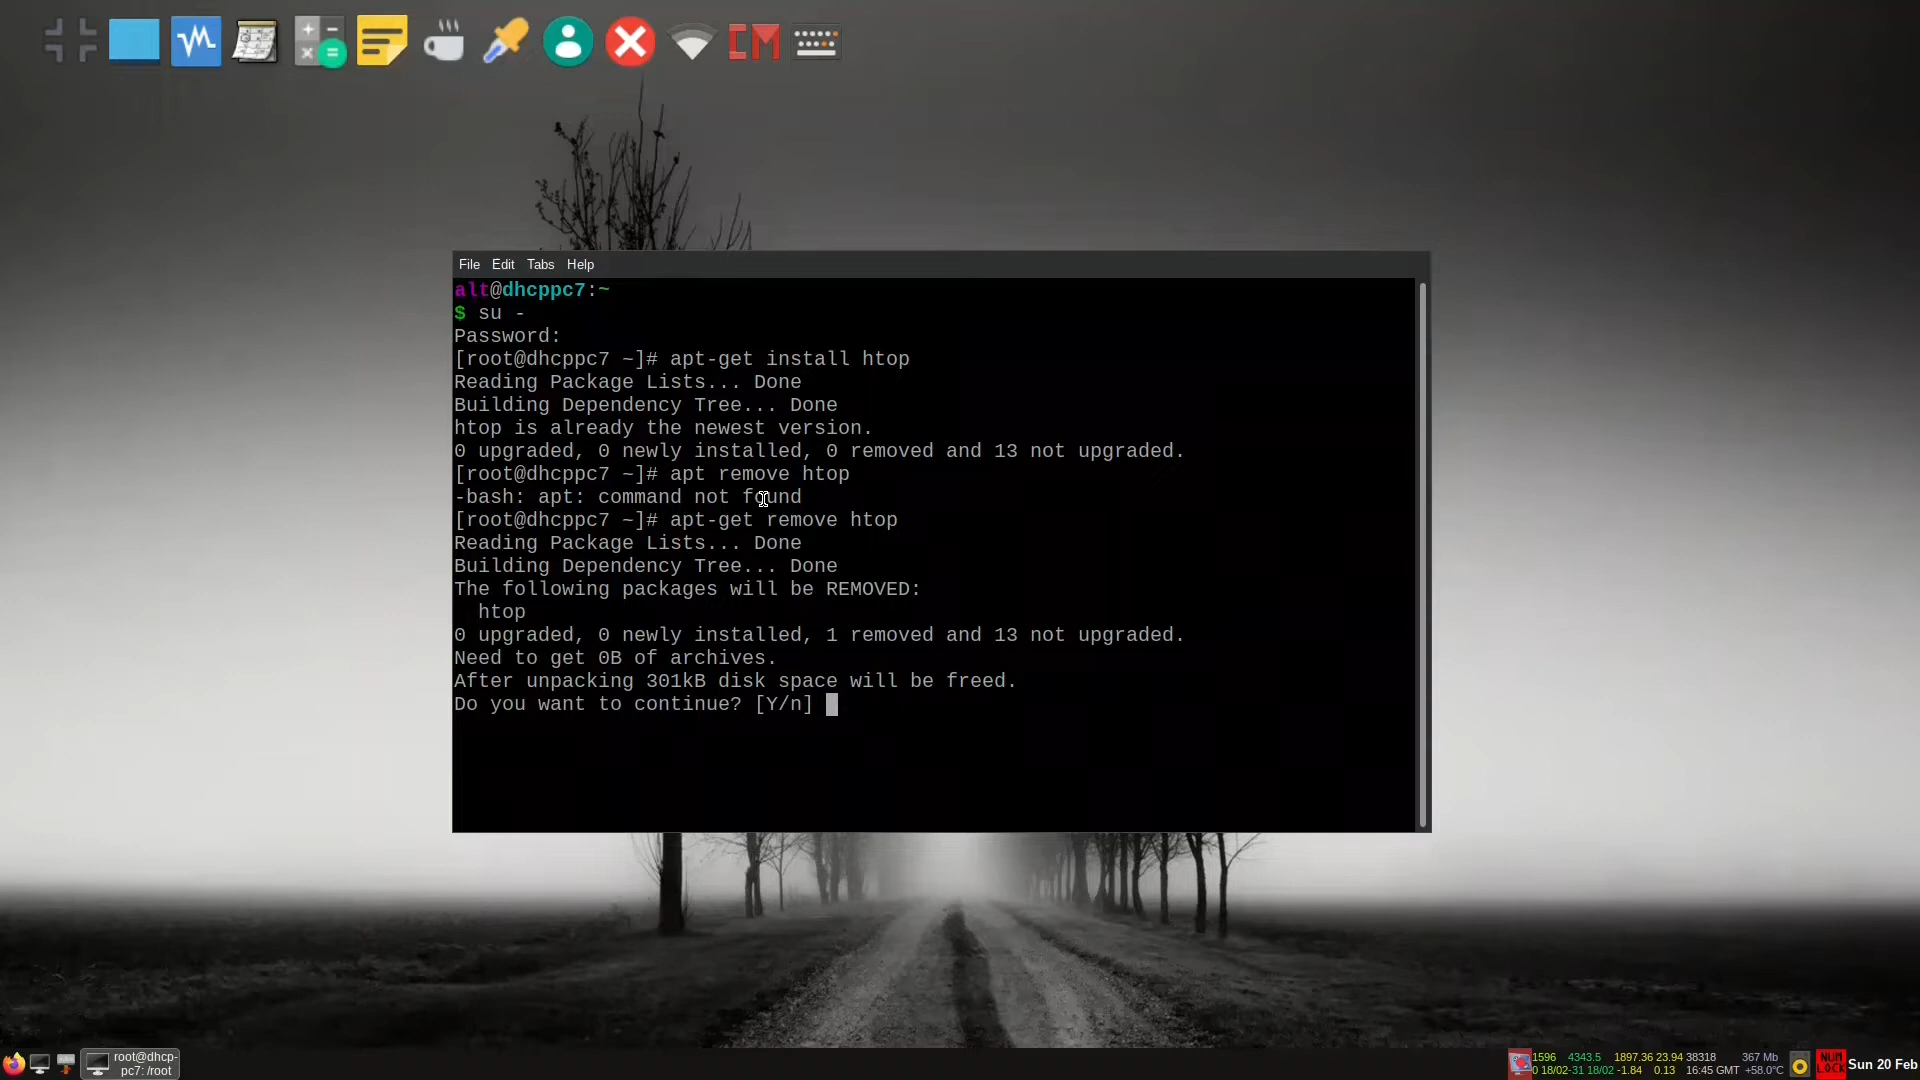 File Edit Tabs Help
alt@dhcppc7:~
$ su -
Password:
[root@dhcppc7 ~]# apt-get install htop
Reading Package Lists... Done
Building Dependency Tree... Done
htop is already the newest version.
0 upgraded, 0 newly installed, 0 removed and 13 not upgraded.
[root@dhcppc7 ~]# apt remove htop
-bash: apt: command not found
[root@dhcppc7 ~]# apt-get remove htop
Reading Package Lists... Done
Building Dependency Tree... Done
The following packages will be REMOVED:
htop
0 upgraded, 0 newly installed, 1 removed and 13 not upgraded.
Need to get 0B of archives.
After unpacking 301kB disk space will be freed.
Do you want to continue? [Y/n]
root@dhcp-
pc7: /root
1596 4343.5 1897.36 23.94 38318 367 Mb
0 18/02-31 18/02 -1.84 0.13 16:45 GMT +58.0°C
NUM
LOCK
Sun 20 Feb